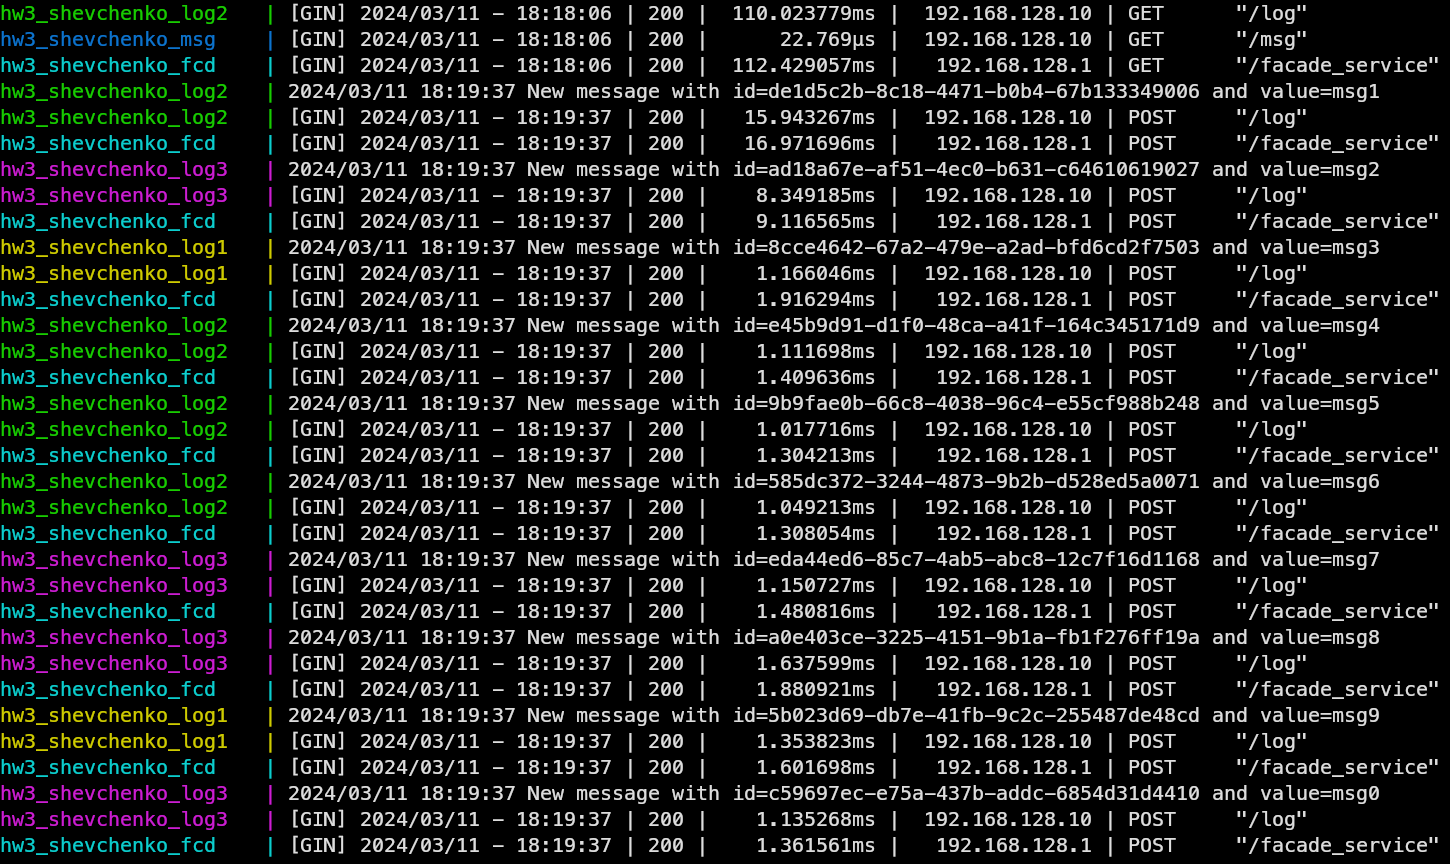 hw3_shevchenko_log2   | [GIN] 2024/03/11 - 18:18:06 | 200 |  110.023779ms |  192.168.128.10 | GET      "/log"
hw3_shevchenko_msg    | [GIN] 2024/03/11 - 18:18:06 | 200 |      22.769µs |  192.168.128.10 | GET      "/msg"
hw3_shevchenko_fcd    | [GIN] 2024/03/11 - 18:18:06 | 200 |  112.429057ms |   192.168.128.1 | GET      "/facade_service"
hw3_shevchenko_log2   | 2024/03/11 18:19:37 New message with id=de1d5c2b-8c18-4471-b0b4-67b133349006 and value=msg1
hw3_shevchenko_log2   | [GIN] 2024/03/11 - 18:19:37 | 200 |   15.943267ms |  192.168.128.10 | POST     "/log"
hw3_shevchenko_fcd    | [GIN] 2024/03/11 - 18:19:37 | 200 |   16.971696ms |   192.168.128.1 | POST     "/facade_service"
hw3_shevchenko_log3   | 2024/03/11 18:19:37 New message with id=ad18a67e-af51-4ec0-b631-c64610619027 and value=msg2
hw3_shevchenko_log3   | [GIN] 2024/03/11 - 18:19:37 | 200 |    8.349185ms |  192.168.128.10 | POST     "/log"
hw3_shevchenko_fcd    | [GIN] 2024/03/11 - 18:19:37 | 200 |    9.116565ms |   192.168.128.1 | POST     "/facade_service"
hw3_shevchenko_log1   | 2024/03/11 18:19:37 New message with id=8cce4642-67a2-479e-a2ad-bfd6cd2f7503 and value=msg3
hw3_shevchenko_log1   | [GIN] 2024/03/11 - 18:19:37 | 200 |    1.166046ms |  192.168.128.10 | POST     "/log"
hw3_shevchenko_fcd    | [GIN] 2024/03/11 - 18:19:37 | 200 |    1.916294ms |   192.168.128.1 | POST     "/facade_service"
hw3_shevchenko_log2   | 2024/03/11 18:19:37 New message with id=e45b9d91-d1f0-48ca-a41f-164c345171d9 and value=msg4
hw3_shevchenko_log2   | [GIN] 2024/03/11 - 18:19:37 | 200 |    1.111698ms |  192.168.128.10 | POST     "/log"
hw3_shevchenko_fcd    | [GIN] 2024/03/11 - 18:19:37 | 200 |    1.409636ms |   192.168.128.1 | POST     "/facade_service"
hw3_shevchenko_log2   | 2024/03/11 18:19:37 New message with id=9b9fae0b-66c8-4038-96c4-e55cf988b248 and value=msg5
hw3_shevchenko_log2   | [GIN] 2024/03/11 - 18:19:37 | 200 |    1.017716ms |  192.168.128.10 | POST     "/log"
hw3_shevchenko_fcd    | [GIN] 2024/03/11 - 18:19:37 | 200 |    1.304213ms |   192.168.128.1 | POST     "/facade_service"
hw3_shevchenko_log2   | 2024/03/11 18:19:37 New message with id=585dc372-3244-4873-9b2b-d528ed5a0071 and value=msg6
hw3_shevchenko_log2   | [GIN] 2024/03/11 - 18:19:37 | 200 |    1.049213ms |  192.168.128.10 | POST     "/log"
hw3_shevchenko_fcd    | [GIN] 2024/03/11 - 18:19:37 | 200 |    1.308054ms |   192.168.128.1 | POST     "/facade_service"
hw3_shevchenko_log3   | 2024/03/11 18:19:37 New message with id=eda44ed6-85c7-4ab5-abc8-12c7f16d1168 and value=msg7
hw3_shevchenko_log3   | [GIN] 2024/03/11 - 18:19:37 | 200 |    1.150727ms |  192.168.128.10 | POST     "/log"
hw3_shevchenko_fcd    | [GIN] 2024/03/11 - 18:19:37 | 200 |    1.480816ms |   192.168.128.1 | POST     "/facade_service"
hw3_shevchenko_log3   | 2024/03/11 18:19:37 New message with id=a0e403ce-3225-4151-9b1a-fb1f276ff19a and value=msg8
hw3_shevchenko_log3   | [GIN] 2024/03/11 - 18:19:37 | 200 |    1.637599ms |  192.168.128.10 | POST     "/log"
hw3_shevchenko_fcd    | [GIN] 2024/03/11 - 18:19:37 | 200 |    1.880921ms |   192.168.128.1 | POST     "/facade_service"
hw3_shevchenko_log1   | 2024/03/11 18:19:37 New message with id=5b023d69-db7e-41fb-9c2c-255487de48cd and value=msg9
hw3_shevchenko_log1   | [GIN] 2024/03/11 - 18:19:37 | 200 |    1.353823ms |  192.168.128.10 | POST     "/log"
hw3_shevchenko_fcd    | [GIN] 2024/03/11 - 18:19:37 | 200 |    1.601698ms |   192.168.128.1 | POST     "/facade_service"
hw3_shevchenko_log3   | 2024/03/11 18:19:37 New message with id=c59697ec-e75a-437b-addc-6854d31d4410 and value=msg0
hw3_shevchenko_log3   | [GIN] 2024/03/11 - 18:19:37 | 200 |    1.135268ms |  192.168.128.10 | POST     "/log"
hw3_shevchenko_fcd    | [GIN] 2024/03/11 - 18:19:37 | 200 |    1.361561ms |   192.168.128.1 | POST     "/facade_service"